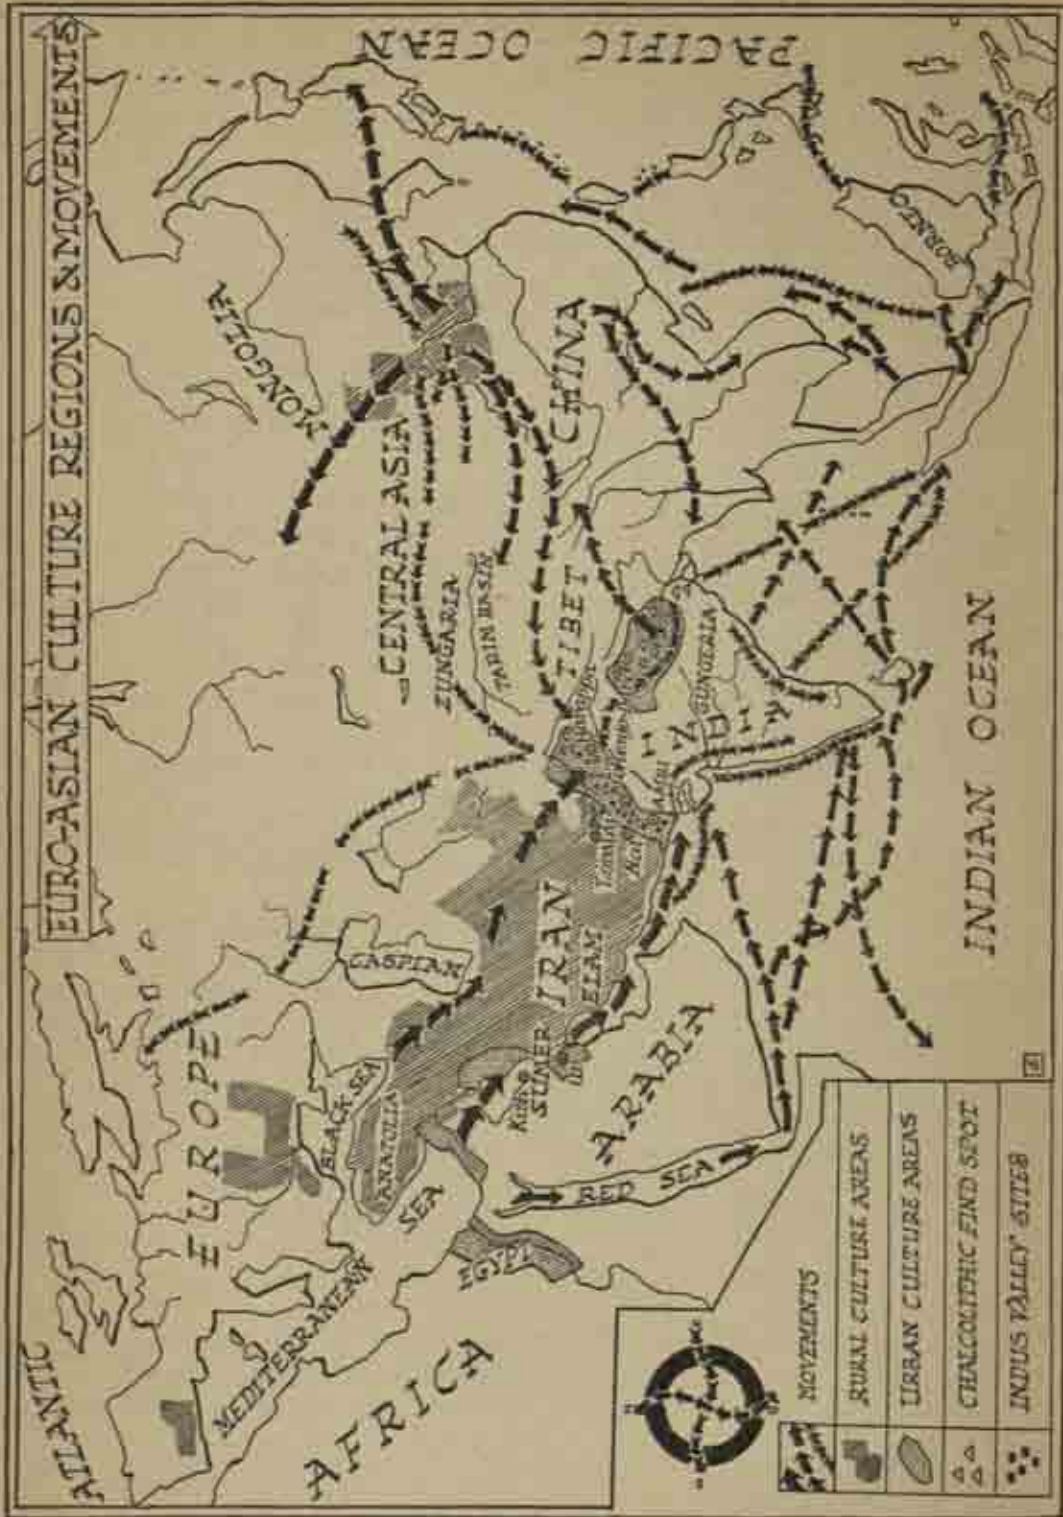 EURO-ASIAN CULTURE REGIONS & MOVEMENTS
ATLANTIC
EUROPE
MEDITERRANEAN
SEA
BLACK SEA
ANATOLIA
CASPIAN
AFRICA
EGYPT
RED SEA
ARABIA
KISH
SUMER
IRAN
ELAM
MONGOLIA
CENTRAL ASIA
ZUNGARIA
TARIM BASIN
TIBET
CHINA
GUNGERIA
BORNEO
PACIFIC OCEAN
INDIAN OCEAN
MOVEMENTS
RURAL CULTURE AREAS
URBAN CULTURE AREAS
CHALCOLITHIC FIND SPOT
INDUS VALLEY SITES